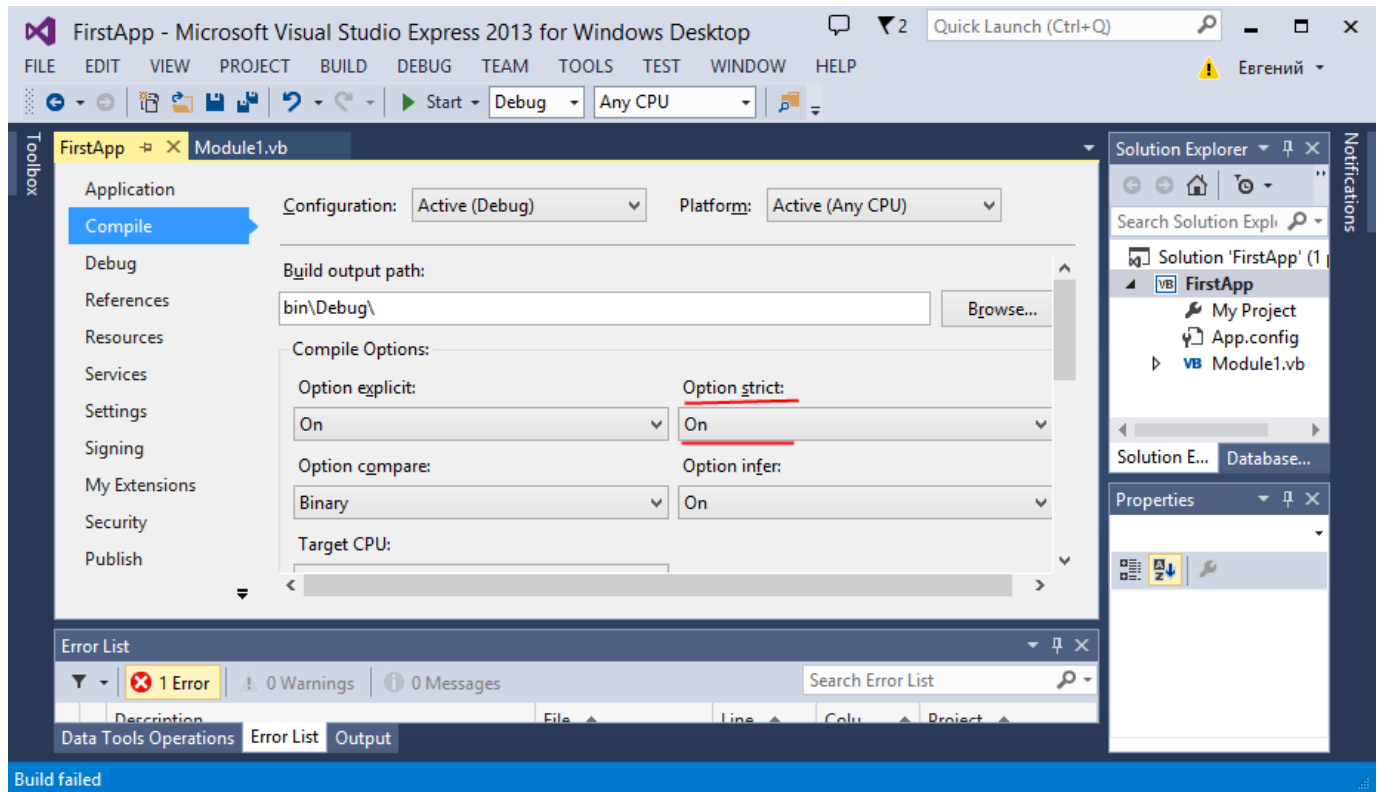 FirstApp - Microsoft Visual Studio Express 2013 for Windows Desktop 2 Quick Launch (Ctrl+Q)
FILE EDIT VIEW PROJECT BUILD DEBUG TEAM TOOLS TEST WINDOW HELP Евгений
Start Debug Any CPU
Toolbox
FirstApp Module1.vb
Application
Compile
Debug
References
Resources
Services
Settings
Signing
My Extensions
Security
Publish
Configuration: Active (Debug) Platform: Active (Any CPU)
Build output path:
bin\Debug\ Browse...
Compile Options:
Option explicit: Option strict:
On On
Option compare: Option infer:
Binary On
Target CPU:
Solution Explorer
Search Solution Expl
Solution 'FirstApp' (1
VB FirstApp
My Project
App.config
VB Module1.vb
Solution E... Database...
Properties
Notifications
Error List
1 Error 0 Warnings 0 Messages Search Error List
Description File Line Colu Project
Data Tools Operations Error List Output
Build failed